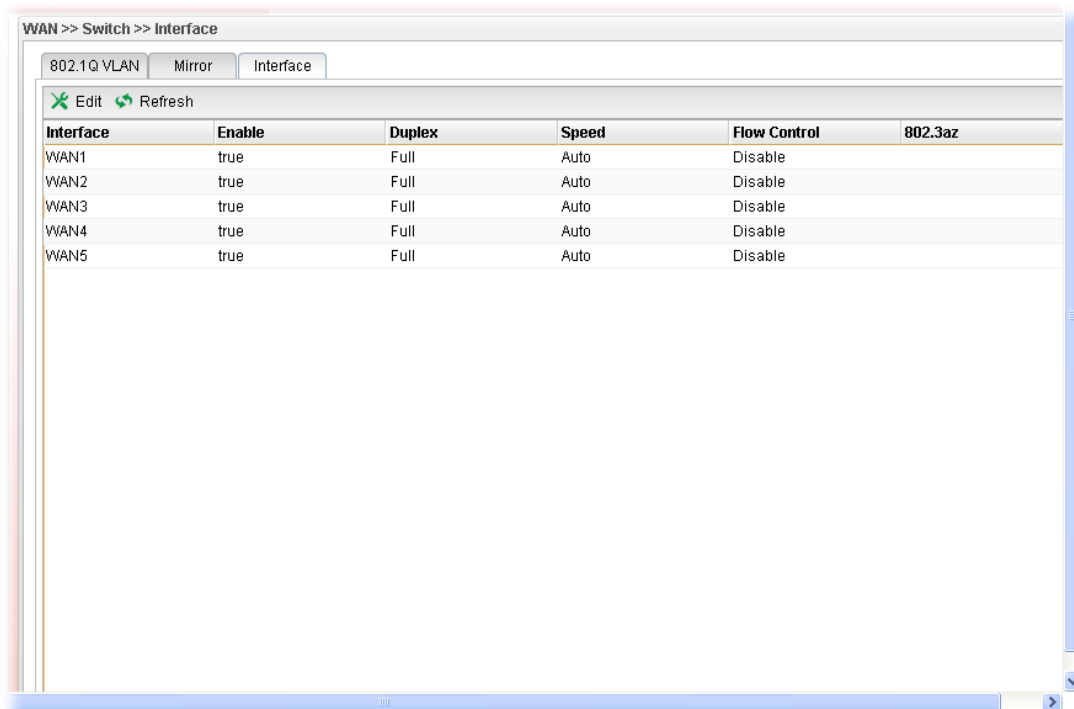 WAN >> Switch >> Interface
802.1Q VLAN Mirror Interface
Edit Refresh
Interface Enable Duplex Speed Flow Control 802.3az
WAN1 true Full Auto Disable
WAN2 true Full Auto Disable
WAN3 true Full Auto Disable
WAN4 true Full Auto Disable
WAN5 true Full Auto Disable